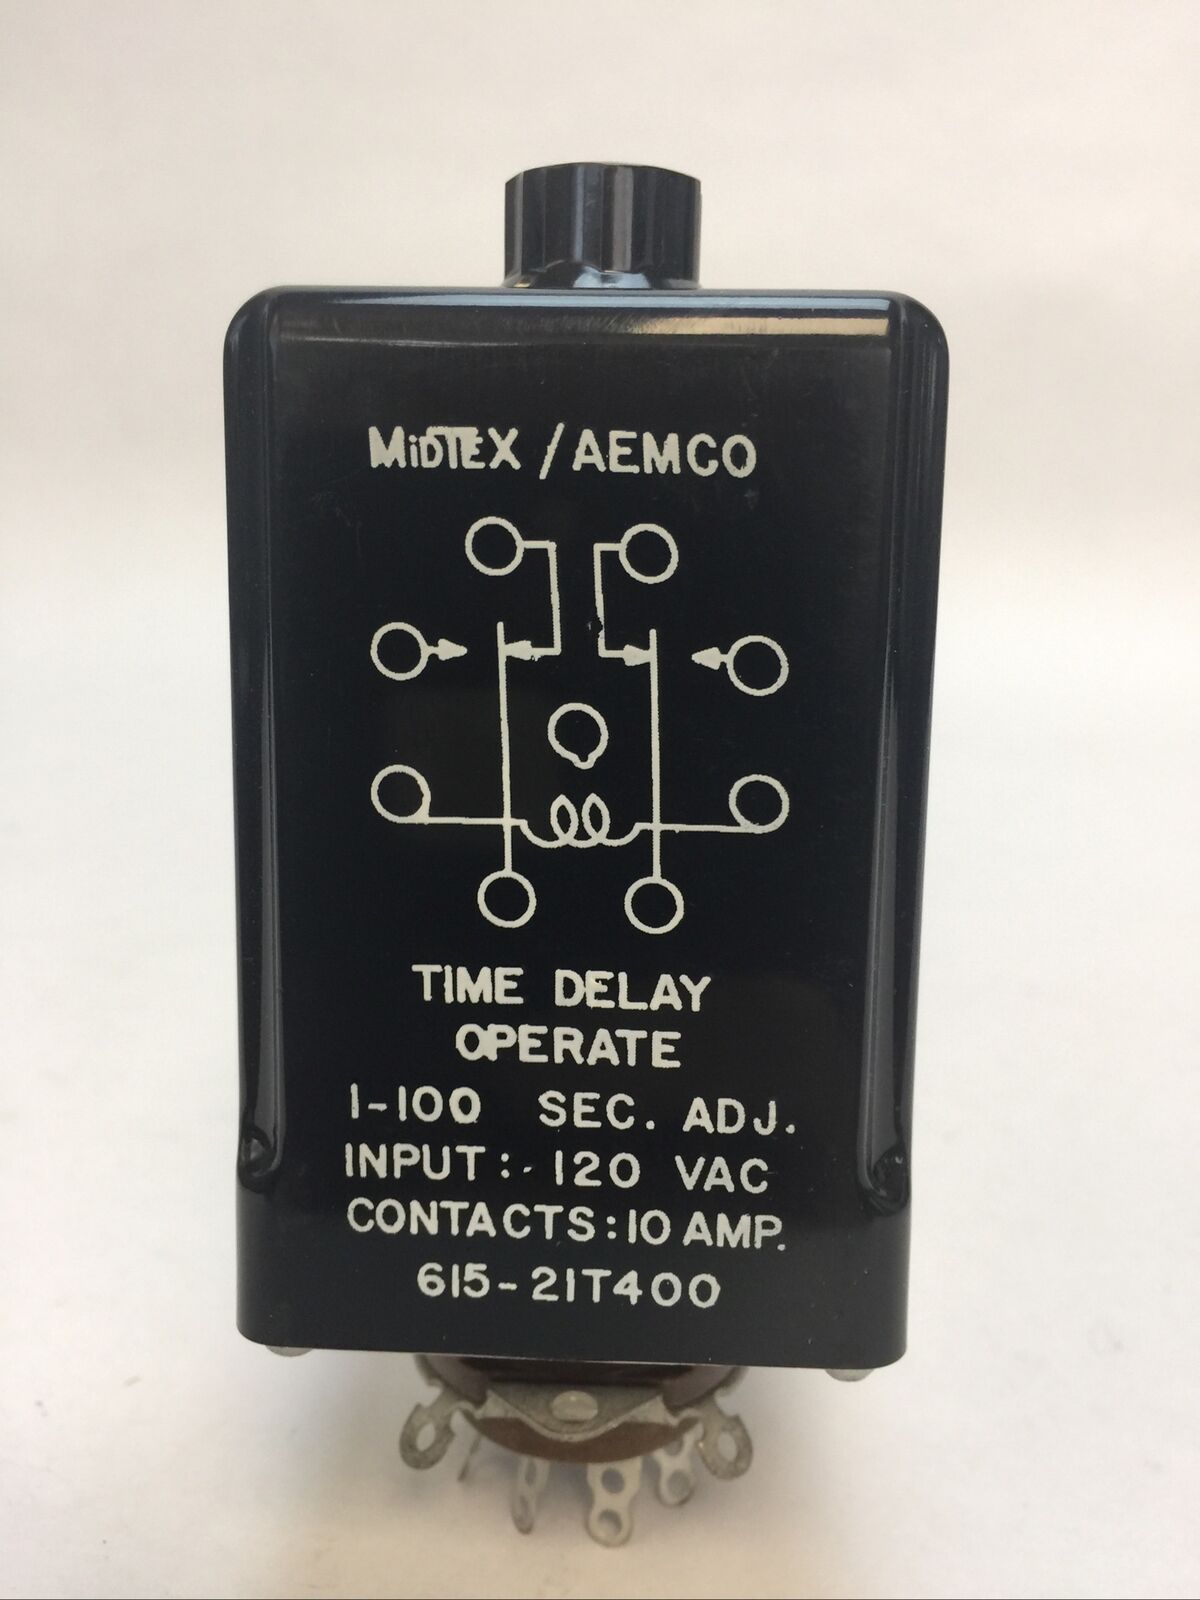 MiDTEX / AEMCO
TIME DELAY
OPERATE
1-100 SEC. ADJ.
INPUT:- 120 VAC
CONTACTS: 10 AMP.
615-21T400